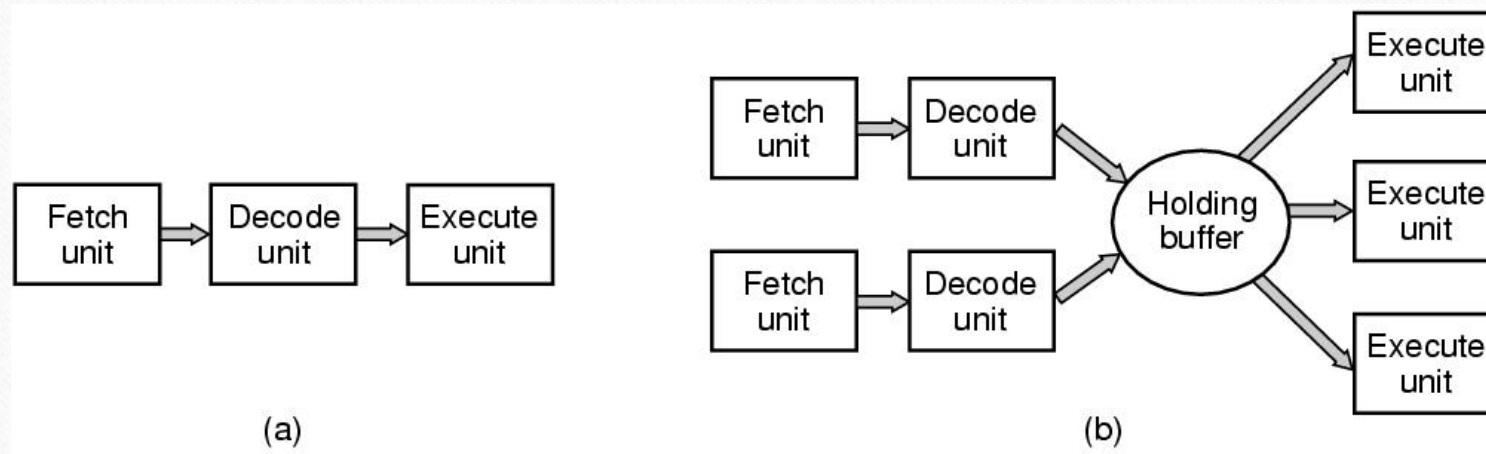 Fetch
unit
Decode
unit
Execute
unit
(a)
Fetch
unit
Decode
unit
Fetch
unit
Decode
unit
Holding
buffer
Execute
unit
Execute
unit
Execute
unit
(b)